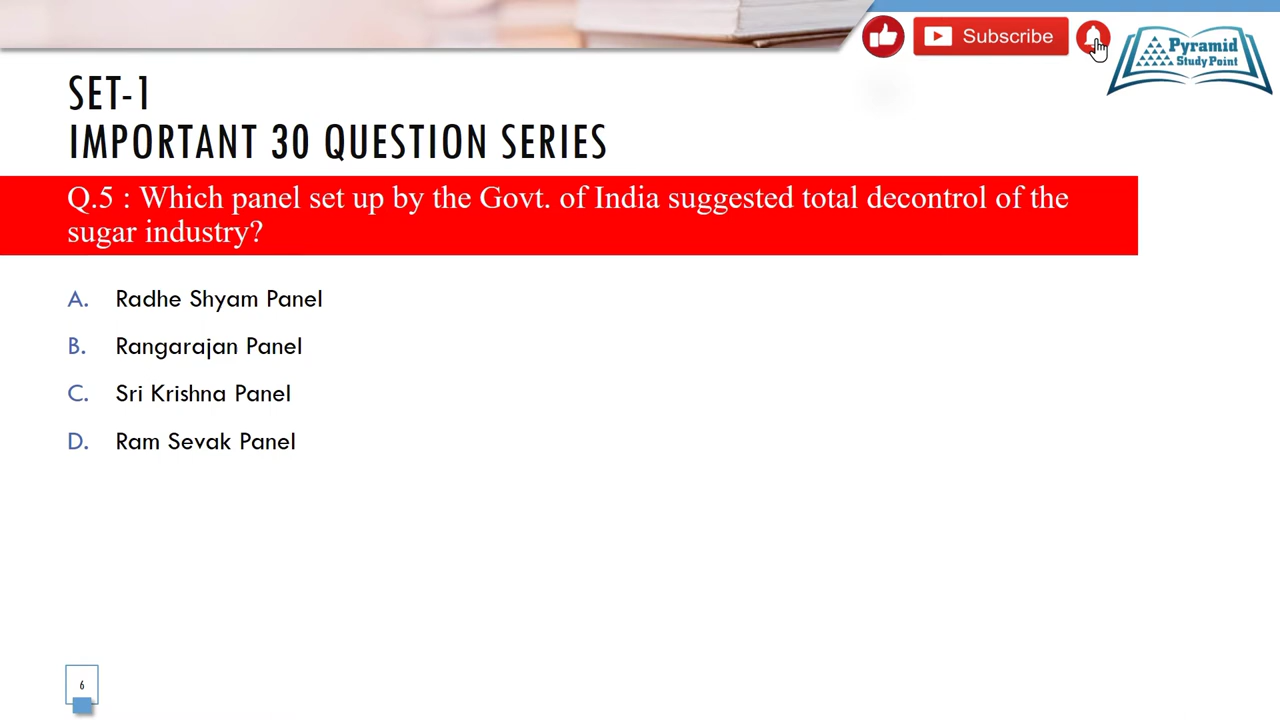 Subscribe
Pyramid
Study Point
SET-1
IMPORTANT 30 QUESTION SERIES
Q.5 : Which panel set up by the Govt. of India suggested total decontrol of the
sugar industry?
A. Radhe Shyam Panel
B. Rangarajan Panel
C. Sri Krishna Panel
D. Ram Sevak Panel
6